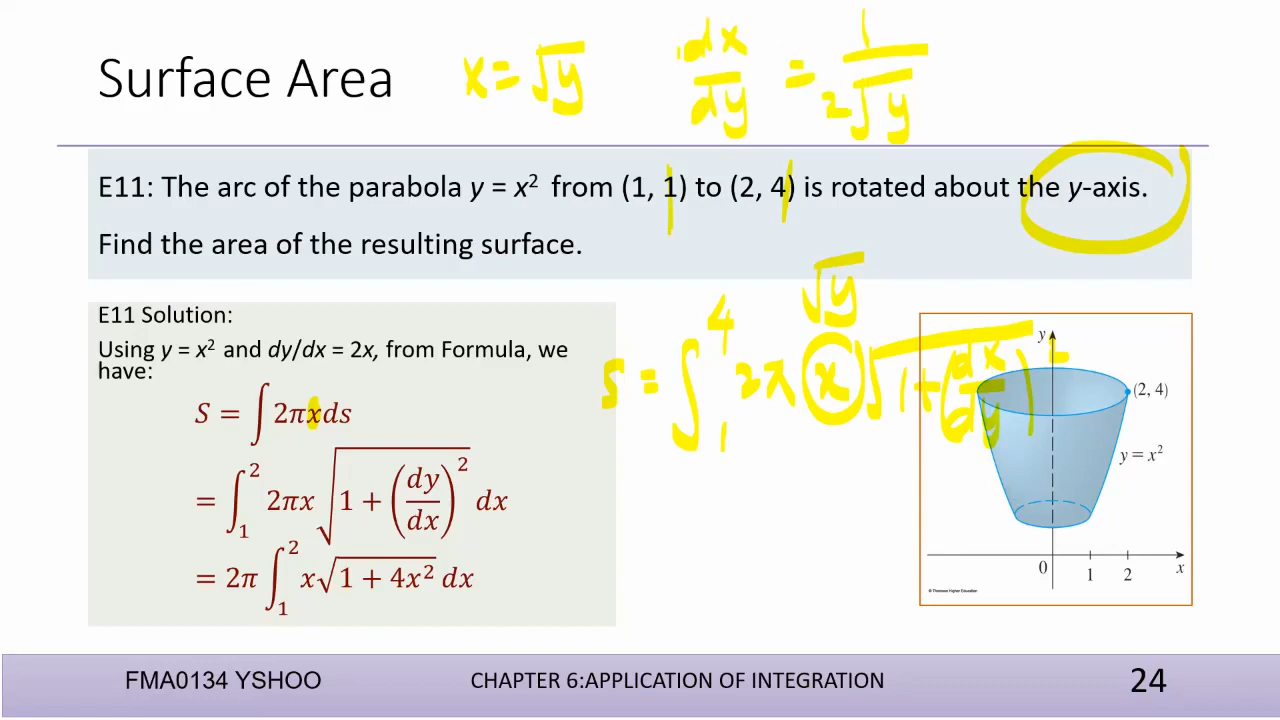 Surface Area
x = √y dx/dy = 1/(2√y)
E11: The arc of the parabola y = x² from (1, 1) to (2, 4) is rotated about the y-axis.
Find the area of the resulting surface.
E11 Solution:
Using y = x² and dy/dx = 2x, from Formula, we
have:
S = ∫ 2πxds
= ∫₁² 2πx √(1 + (dy/dx)²) dx
= 2π ∫₁² x√(1 + 4x²) dx
√y
S = ∫₁⁴ 2π x √(1 + (dx/dy)²)
y
(2, 4)
y = x²
0 1 2 x
© Thomson Higher Education
FMA0134 YSHOO
CHAPTER 6:APPLICATION OF INTEGRATION
24